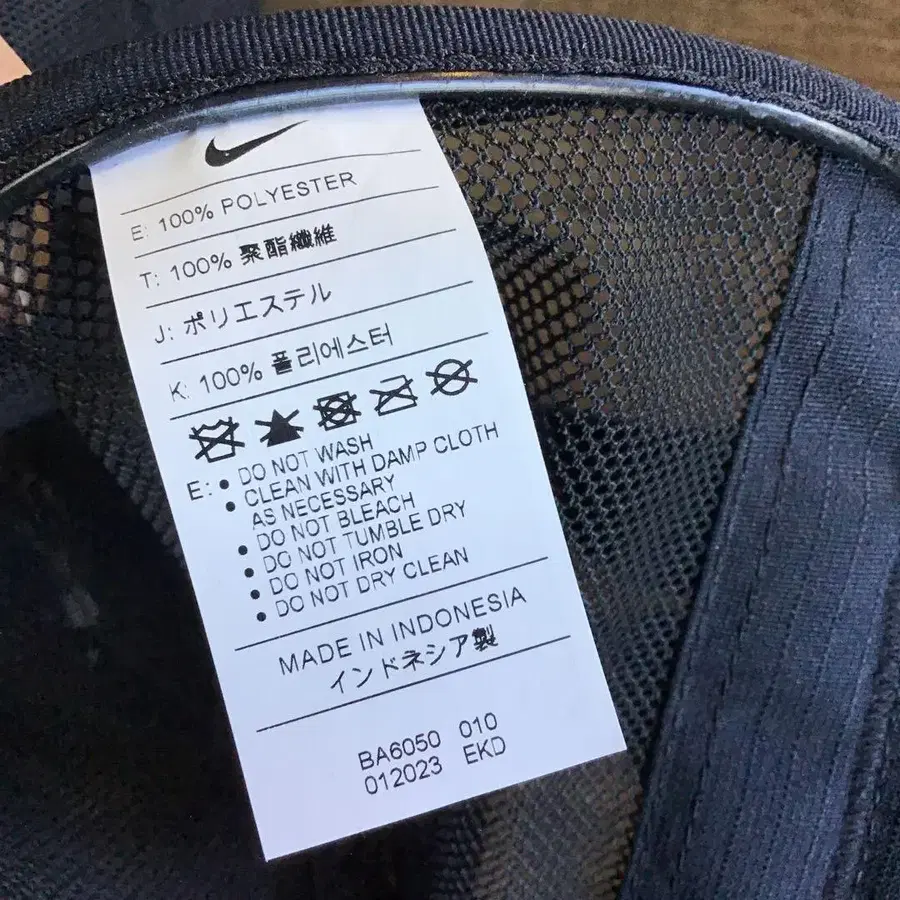 E: 100% POLYESTER
T: 100% 聚酯纖維
J: ポリエステル
K: 100% 폴리에스터
E: • DO NOT WASH
• CLEAN WITH DAMP CLOTH
AS NECESSARY
• DO NOT BLEACH
• DO NOT TUMBLE DRY
• DO NOT IRON
• DO NOT DRY CLEAN
MADE IN INDONESIA
インドネシア製
BA6050 010
012023 EKD